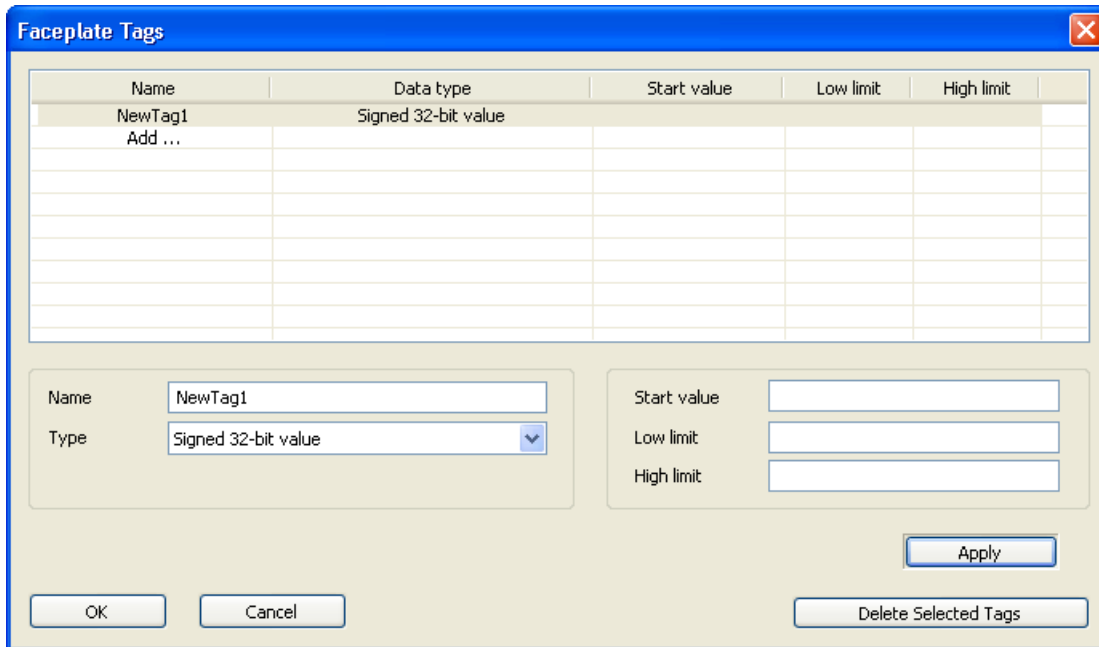 Faceplate Tags
Name Data type Start value Low limit High limit
NewTag1 Signed 32-bit value
Add ...
Name NewTag1
Type Signed 32-bit value
Start value
Low limit
High limit
Apply
OK Cancel Delete Selected Tags